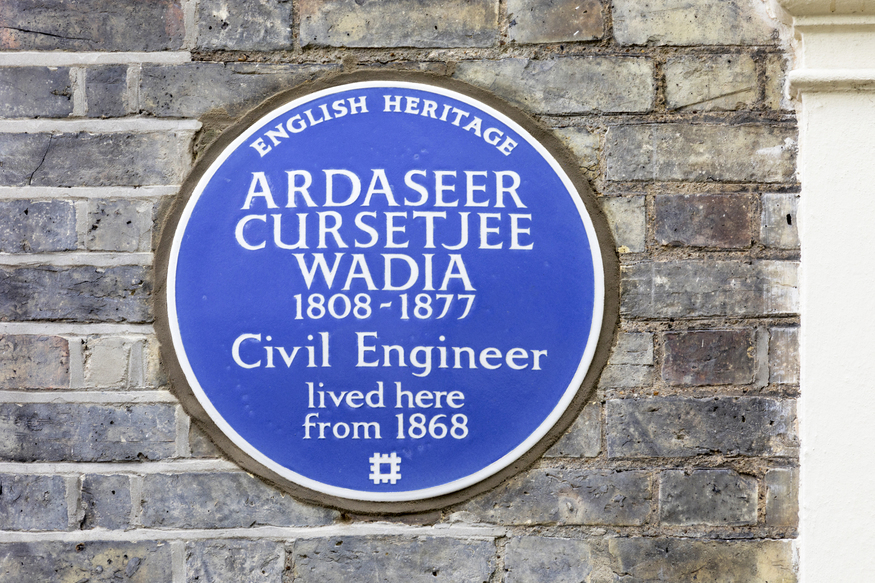 ENGLISH HERITAGE
ARDASEER
CURSETJEE
WADIA
1808-1877
Civil Engineer
lived here
from 1868